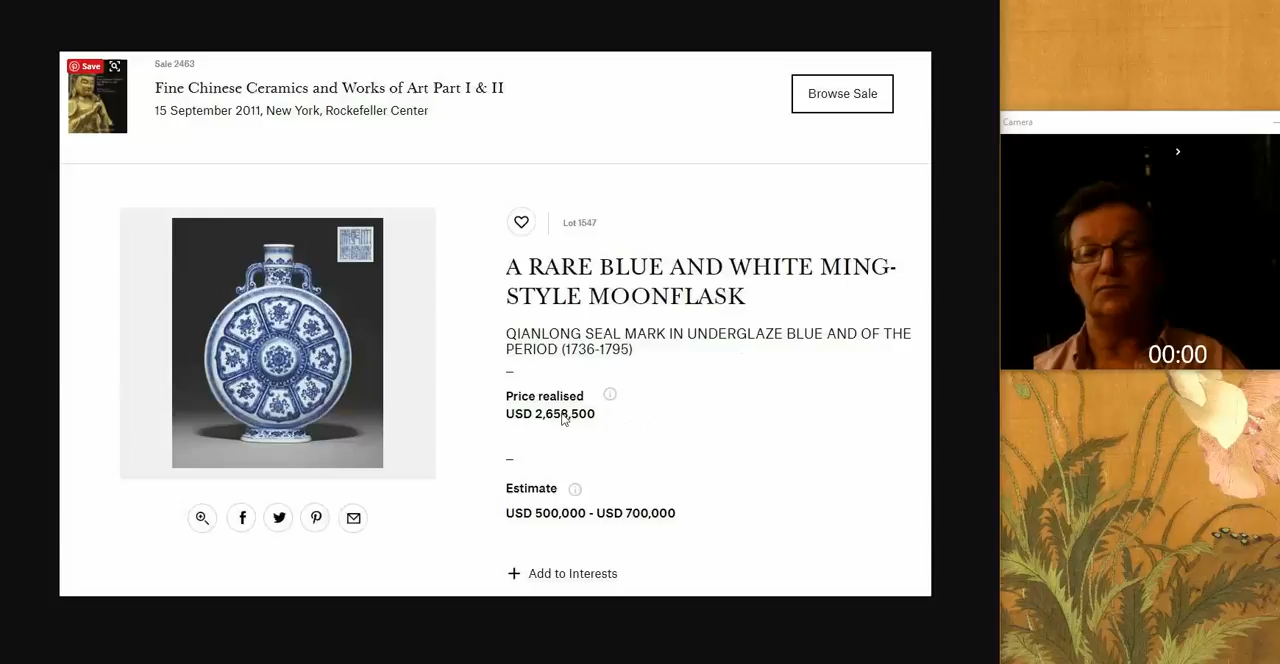 Sale 2463
Save
Fine Chinese Ceramics and Works of Art Part I & II
15 September 2011, New York, Rockefeller Center
Browse Sale
Camera
Lot 1547
A RARE BLUE AND WHITE MING-
STYLE MOONFLASK
QIANLONG SEAL MARK IN UNDERGLAZE BLUE AND OF THE
PERIOD (1736-1795)
Price realised
USD 2,658,500
Estimate
USD 500,000 - USD 700,000
Add to Interests
00:00